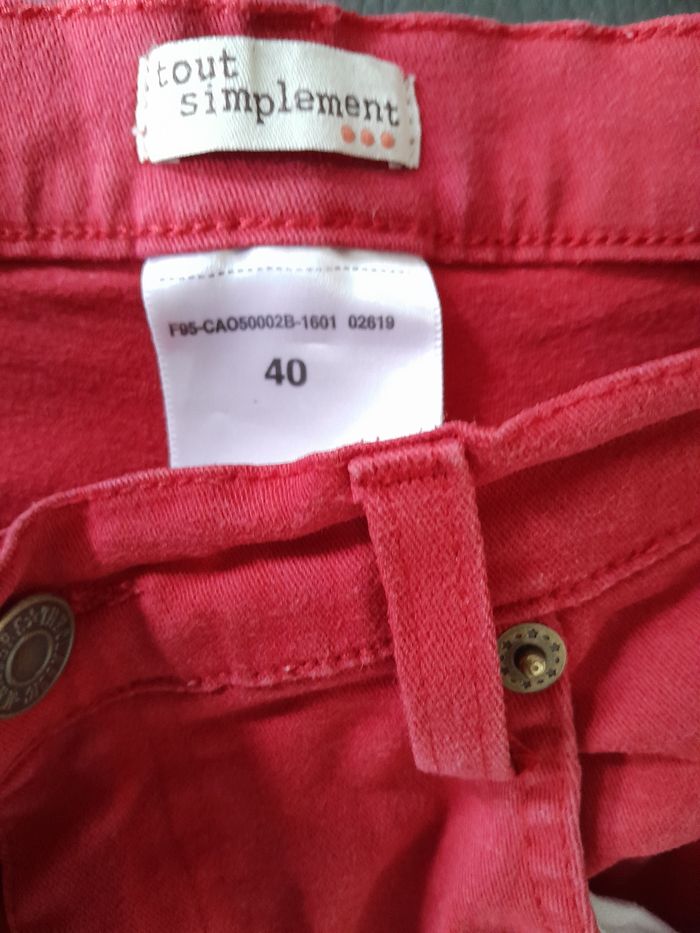 tout
simplement
F95-CAO50002B-1601 02619
40